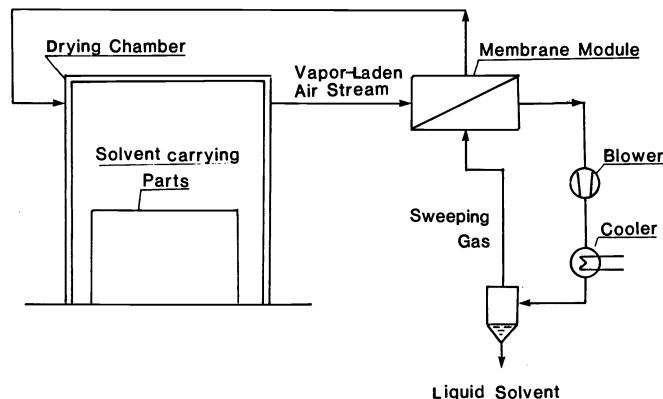 Drying Chamber
Membrane Module
Vapor-Laden
Air Stream
Solvent carrying
Parts
Blower
Sweeping
Gas
Cooler
Liquid Solvent